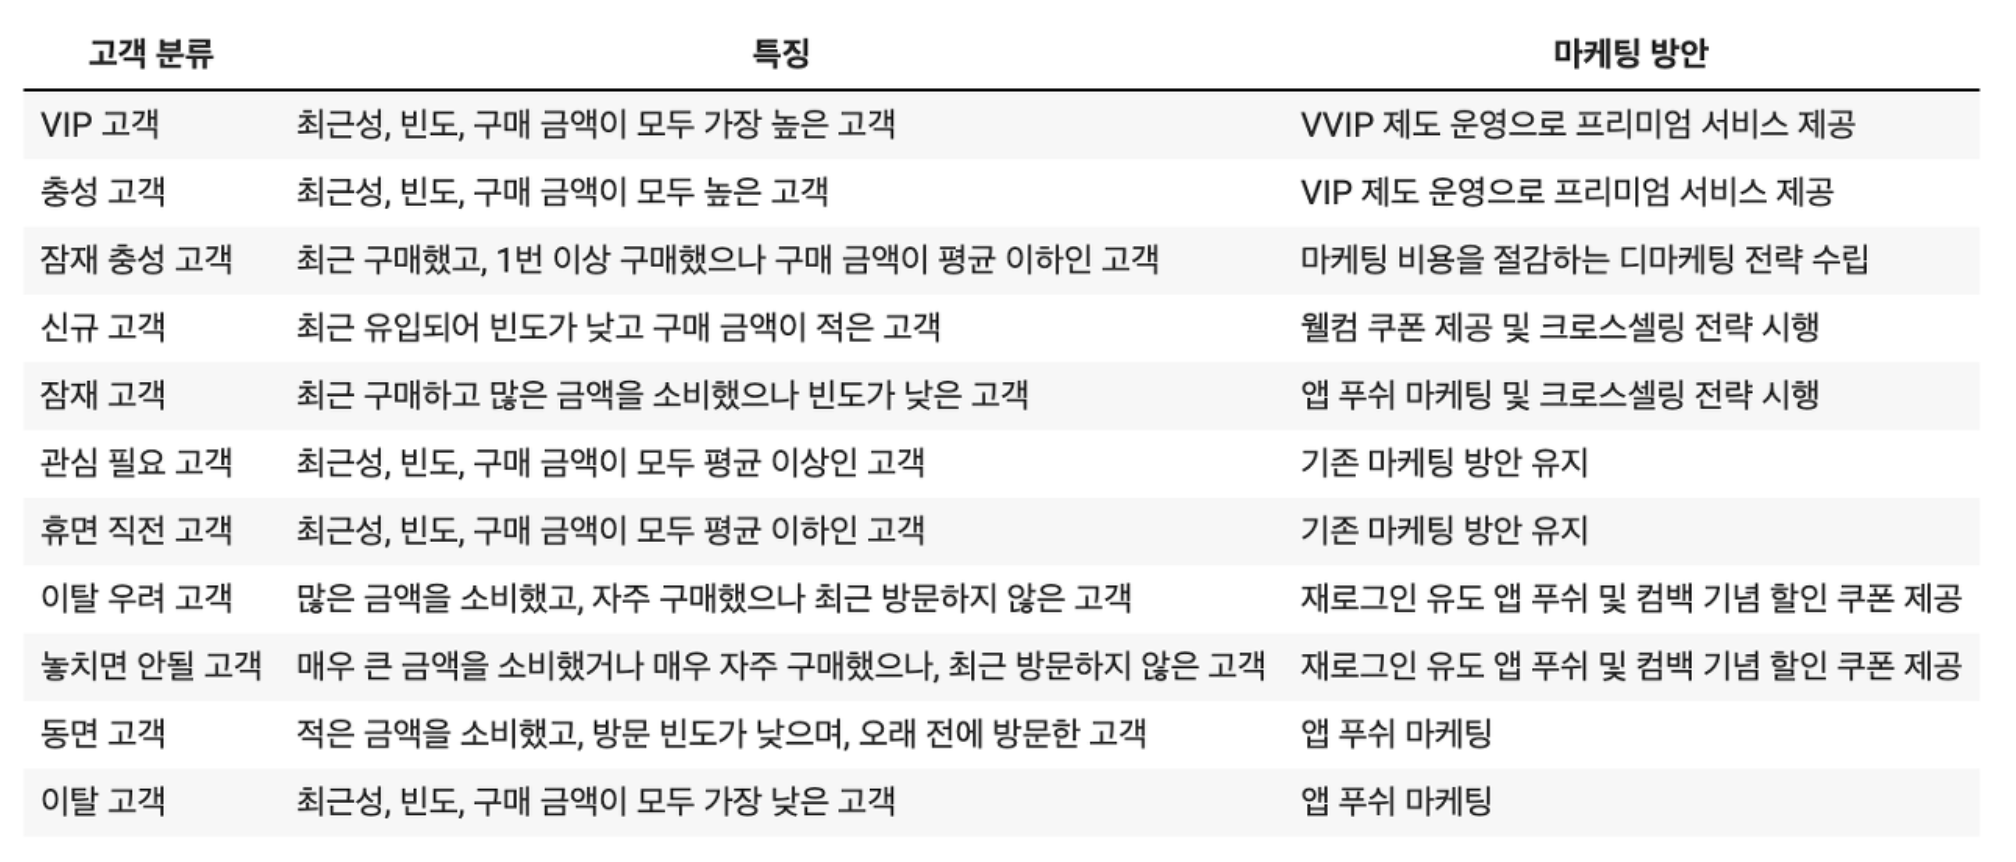 고객 분류 특징 마케팅 방안
VIP 고객 최근성, 빈도, 구매 금액이 모두 가장 높은 고객 VVIP 제도 운영으로 프리미엄 서비스 제공
충성 고객 최근성, 빈도, 구매 금액이 모두 높은 고객 VIP 제도 운영으로 프리미엄 서비스 제공
잠재 충성 고객 최근 구매했고, 1번 이상 구매했으나 구매 금액이 평균 이하인 고객 마케팅 비용을 절감하는 디마케팅 전략 수립
신규 고객 최근 유입되어 빈도가 낮고 구매 금액이 적은 고객 웰컴 쿠폰 제공 및 크로스셀링 전략 시행
잠재 고객 최근 구매하고 많은 금액을 소비했으나 빈도가 낮은 고객 앱 푸쉬 마케팅 및 크로스셀링 전략 시행
관심 필요 고객 최근성, 빈도, 구매 금액이 모두 평균 이상인 고객 기존 마케팅 방안 유지
휴면 직전 고객 최근성, 빈도, 구매 금액이 모두 평균 이하인 고객 기존 마케팅 방안 유지
이탈 우려 고객 많은 금액을 소비했고, 자주 구매했으나 최근 방문하지 않은 고객 재로그인 유도 앱 푸쉬 및 컴백 기념 할인 쿠폰 제공
놓치면 안될 고객 매우 큰 금액을 소비했거나 매우 자주 구매했으나, 최근 방문하지 않은 고객 재로그인 유도 앱 푸쉬 및 컴백 기념 할인 쿠폰 제공
동면 고객 적은 금액을 소비했고, 방문 빈도가 낮으며, 오래 전에 방문한 고객 앱 푸쉬 마케팅
이탈 고객 최근성, 빈도, 구매 금액이 모두 가장 낮은 고객 앱 푸쉬 마케팅